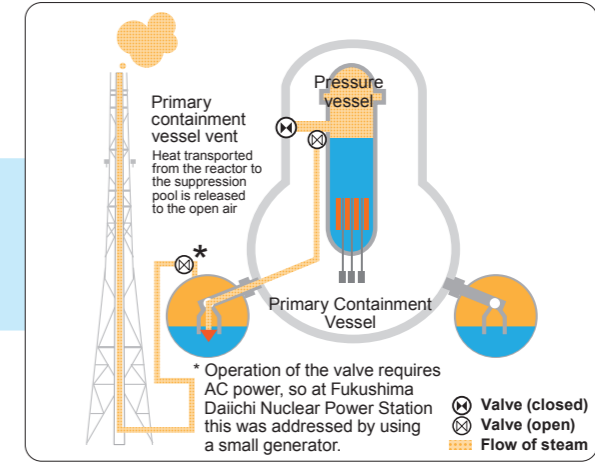 Primary
containment
vessel vent
Heat transported
from the reactor to
the suppression
pool is released
to the open air
Pressure
vessel
*
Primary Containment
Vessel
* Operation of the valve requires
AC power, so at Fukushima
Daiichi Nuclear Power Station
this was addressed by using
a small generator.
Valve (closed)
Valve (open)
Flow of steam